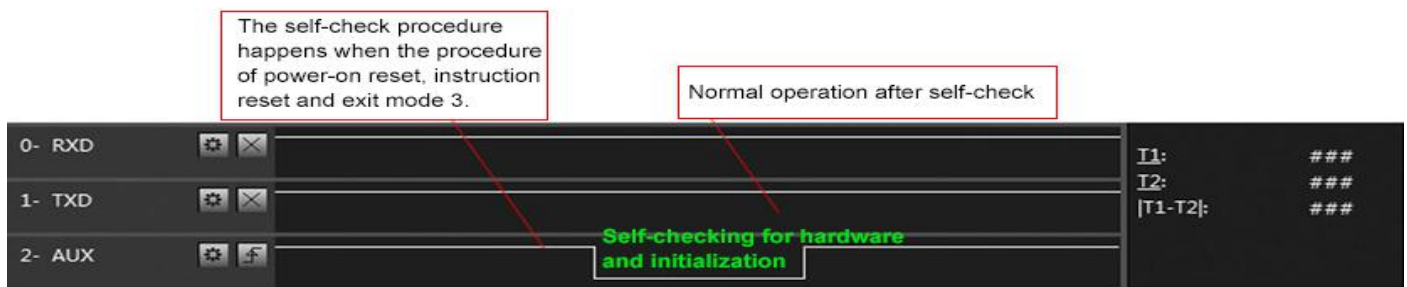 The self-check procedure
happens when the procedure
of power-on reset, instruction
reset and exit mode 3.
Normal operation after self-check
0- RXD
T1: ###
T2: ###
1- TXD
|T1-T2|: ###
Self-checking for hardware
and initialization
2- AUX